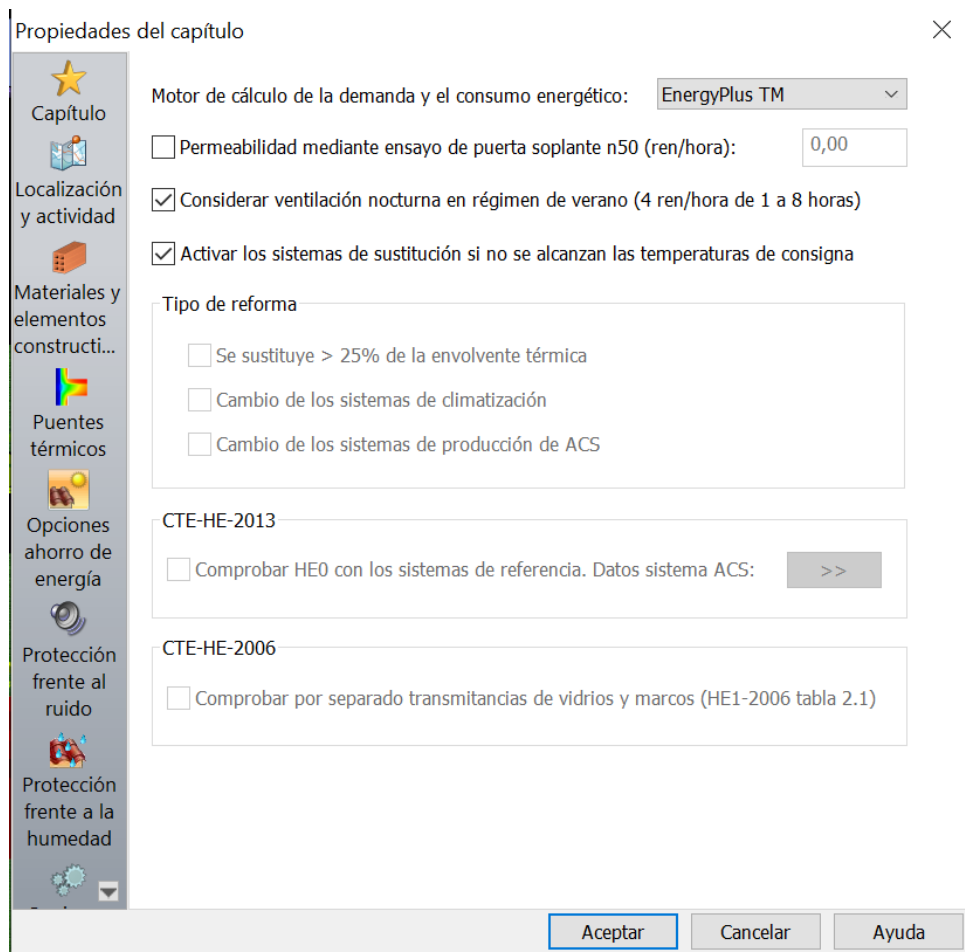 Propiedades del capítulo
Capítulo
Localización
y actividad
Materiales y
elementos
constructi...
Puentes
térmicos
Opciones
ahorro de
energía
Protección
frente al
ruido
Protección
frente a la
humedad
Motor de cálculo de la demanda y el consumo energético: EnergyPlus TM
Permeabilidad mediante ensayo de puerta soplante n50 (ren/hora): 0,00
Considerar ventilación nocturna en régimen de verano (4 ren/hora de 1 a 8 horas)
Activar los sistemas de sustitución si no se alcanzan las temperaturas de consigna
Tipo de reforma
Se sustituye > 25% de la envolvente térmica
Cambio de los sistemas de climatización
Cambio de los sistemas de producción de ACS
CTE-HE-2013
Comprobar HE0 con los sistemas de referencia. Datos sistema ACS: >>
CTE-HE-2006
Comprobar por separado transmitancias de vidrios y marcos (HE1-2006 tabla 2.1)
Aceptar Cancelar Ayuda